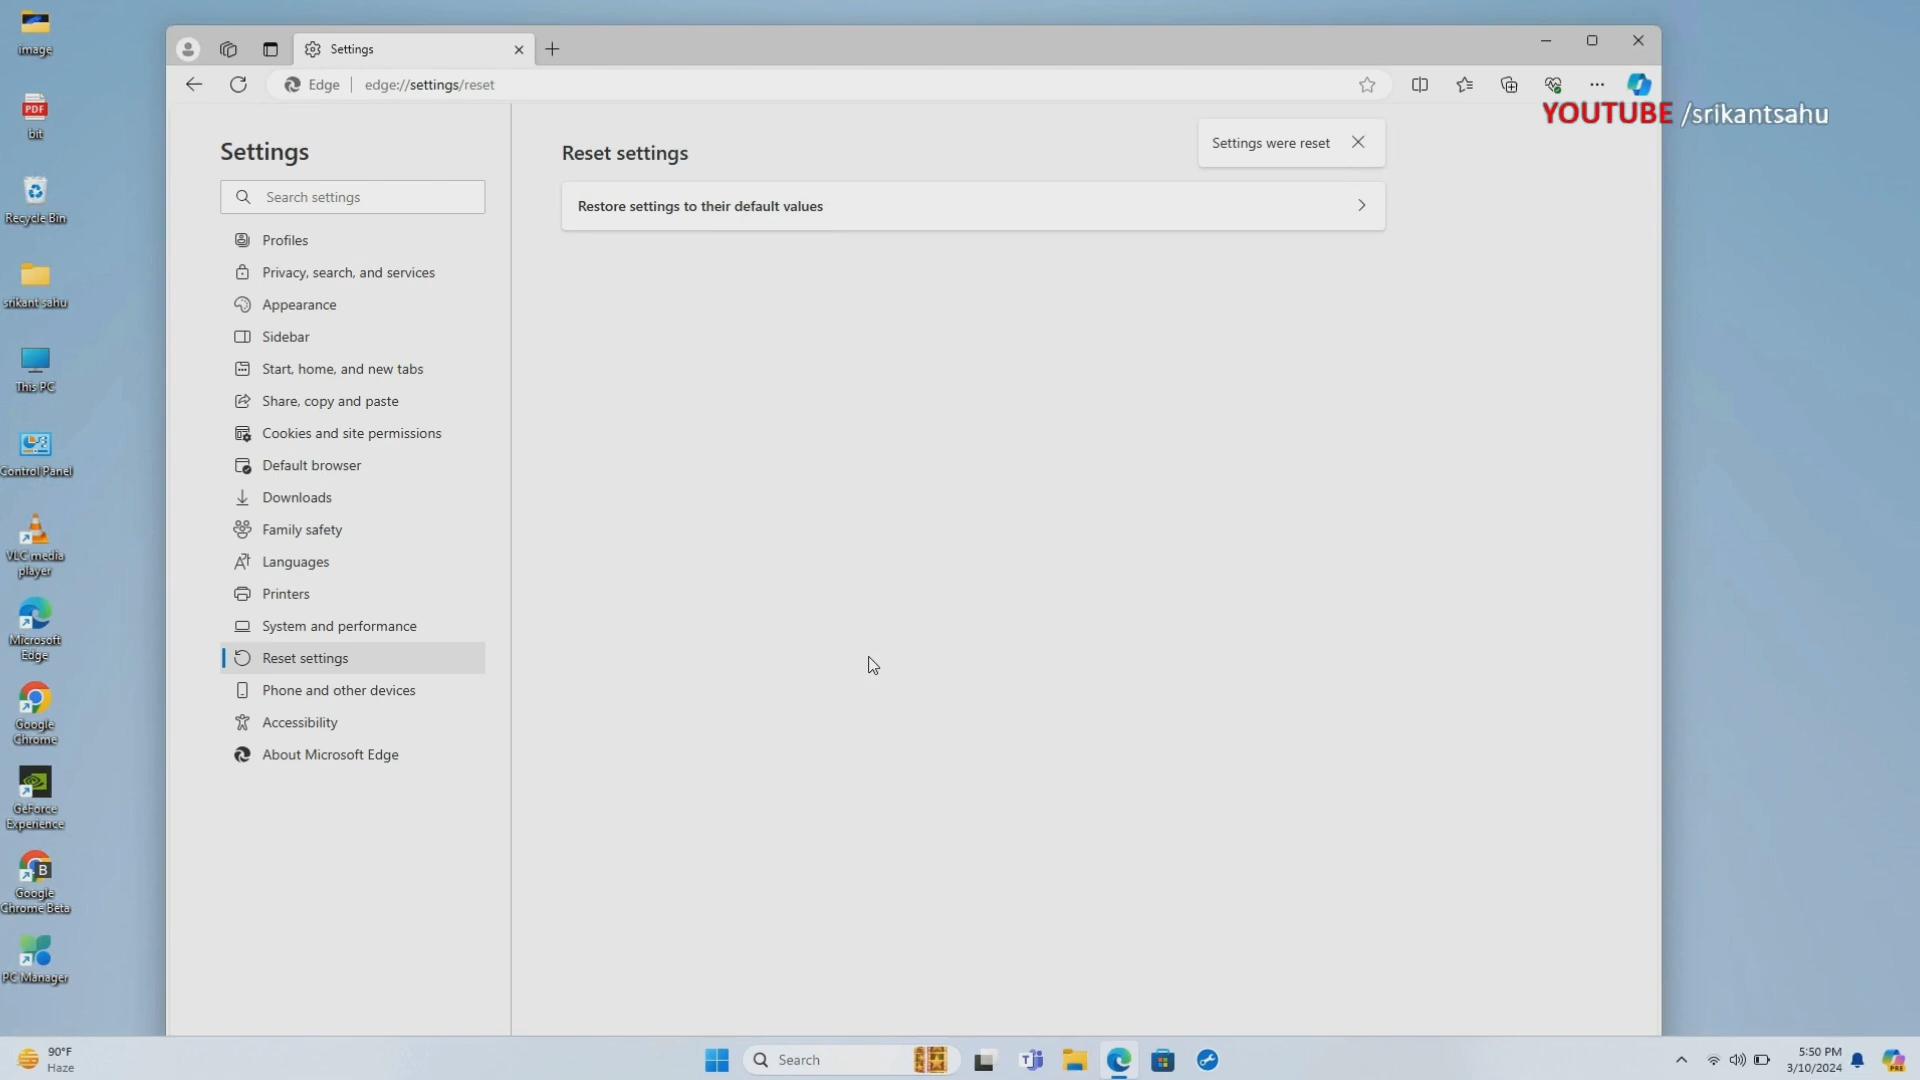 image
bit
Recycle Bin
srikant sahu
This PC
Control Panel
VLC media
player
Microsoft
Edge
Google
Chrome
GeForce
Experience
Google
Chrome Beta
PC Manager
Settings
Edge
edge://settings/reset
YOUTUBE /srikantsahu
Settings
Search settings
Profiles
Privacy, search, and services
Appearance
Sidebar
Start, home, and new tabs
Share, copy and paste
Cookies and site permissions
Default browser
Downloads
Family safety
Languages
Printers
System and performance
Reset settings
Phone and other devices
Accessibility
About Microsoft Edge
Reset settings
Settings were reset
Restore settings to their default values
90°F
Haze
Search
5:50 PM
3/10/2024
PDF
B
PRE